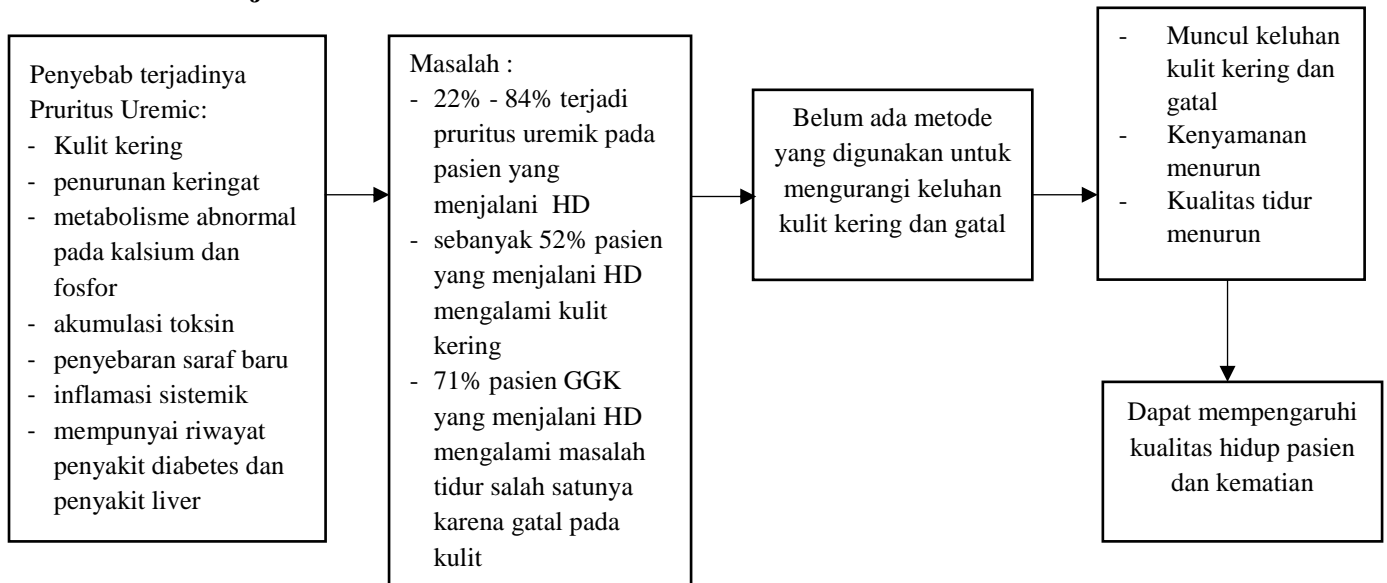 Penyebab terjadinya
Pruritus Uremic:
- Kulit kering
- penurunan keringat
- metabolisme abnormal
pada kalsium dan
fosfor
- akumulasi toksin
- penyebaran saraf baru
- inflamasi sistemik
- mempunyai riwayat
penyakit diabetes dan
penyakit liver
Masalah :
- 22% - 84% terjadi
pruritus uremik pada
pasien yang
menjalani HD
- sebanyak 52% pasien
yang menjalani HD
mengalami kulit
kering
- 71% pasien GGK
yang menjalani HD
mengalami masalah
tidur salah satunya
karena gatal pada
kulit
Belum ada metode
yang digunakan untuk
mengurangi keluhan
kulit kering dan gatal
- Muncul keluhan
kulit kering dan
gatal
- Kenyamanan
menurun
- Kualitas tidur
menurun
Dapat mempengaruhi
kualitas hidup pasien
dan kematian